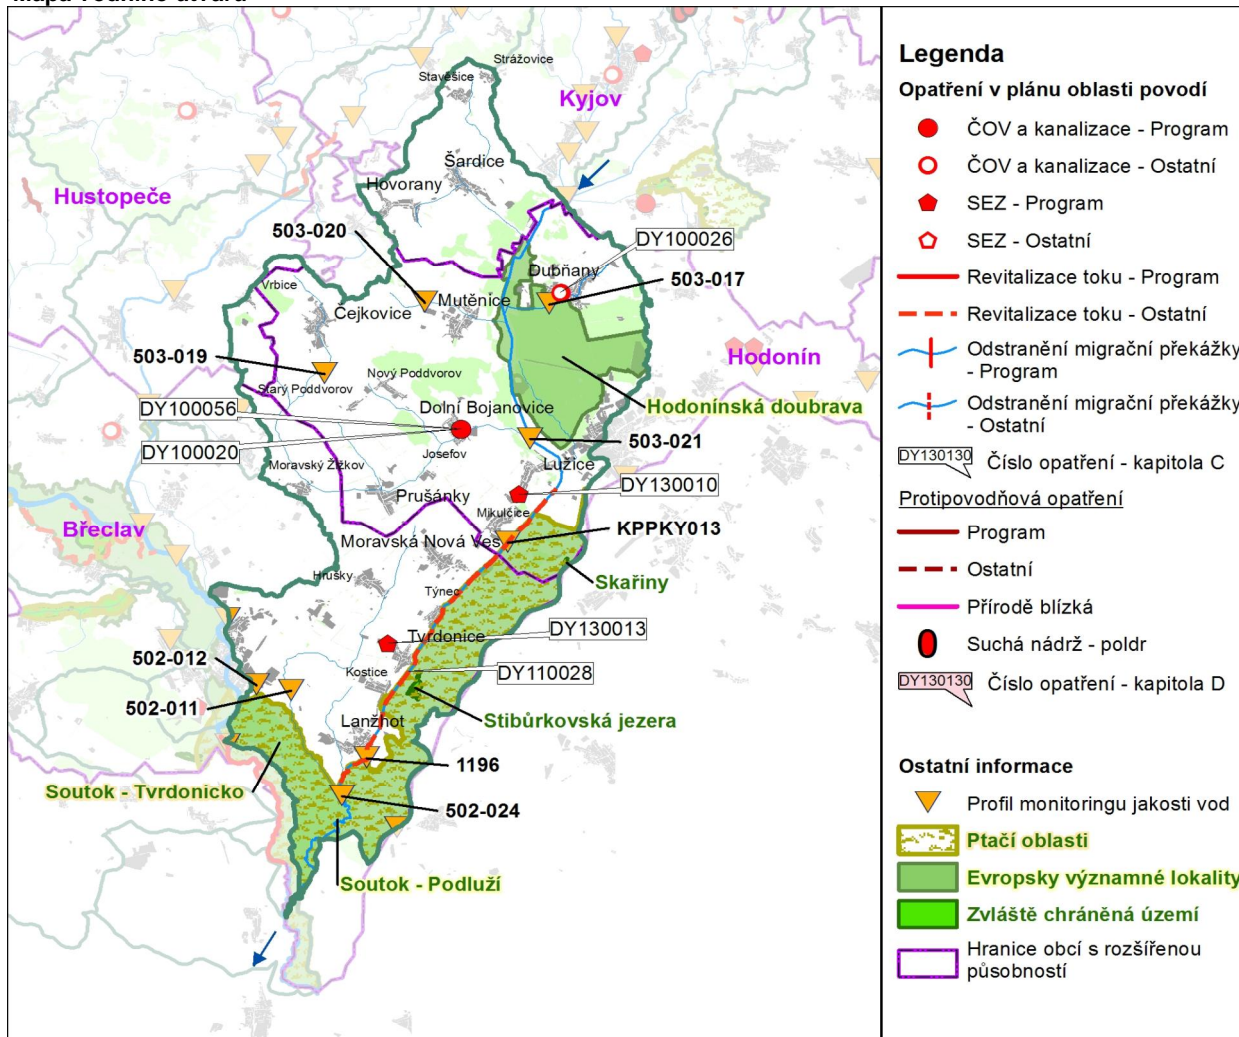 Strážovice
Stavěšice
Kyjov
Šardice
Hustopeče
Hovorany
503-020
DY100026
Dubňany
503-017
Vrbice
Mutěnice
Čejkovice
503-019
Hodonín
Starý Poddvorov
Nový Poddvorov
DY100056
Dolní Bojanovice
Hodonínská doubrava
DY100020
503-021
Josefov
Moravský Žižkov
Lužice
Prušánky
DY130010
Mikulčice
Břeclav
KPPKY013
Moravská Nová Ves
Hrušky
Skařiny
Týnec
Tvrdonice
DY130013
502-012
Kostice
DY110028
502-011
Stibůrkovská jezera
Lanžhot
1196
Soutok - Tvrdonicko
502-024
Soutok - Podluží
Legenda
Opatření v plánu oblasti povodí
ČOV a kanalizace - Program
ČOV a kanalizace - Ostatní
SEZ - Program
SEZ - Ostatní
Revitalizace toku - Program
Revitalizace toku - Ostatní
Odstranění migrační překážky
- Program
Odstranění migrační překážky
- Ostatní
DY130130 Číslo opatření - kapitola C
Protipovodňová opatření
Program
Ostatní
Přírodě blízká
Suchá nádrž - poldr
DY130130 Číslo opatření - kapitola D
Ostatní informace
Profil monitoringu jakosti vod
Ptačí oblasti
Evropsky významné lokality
Zvláště chráněná území
Hranice obcí s rozšířenou
působností